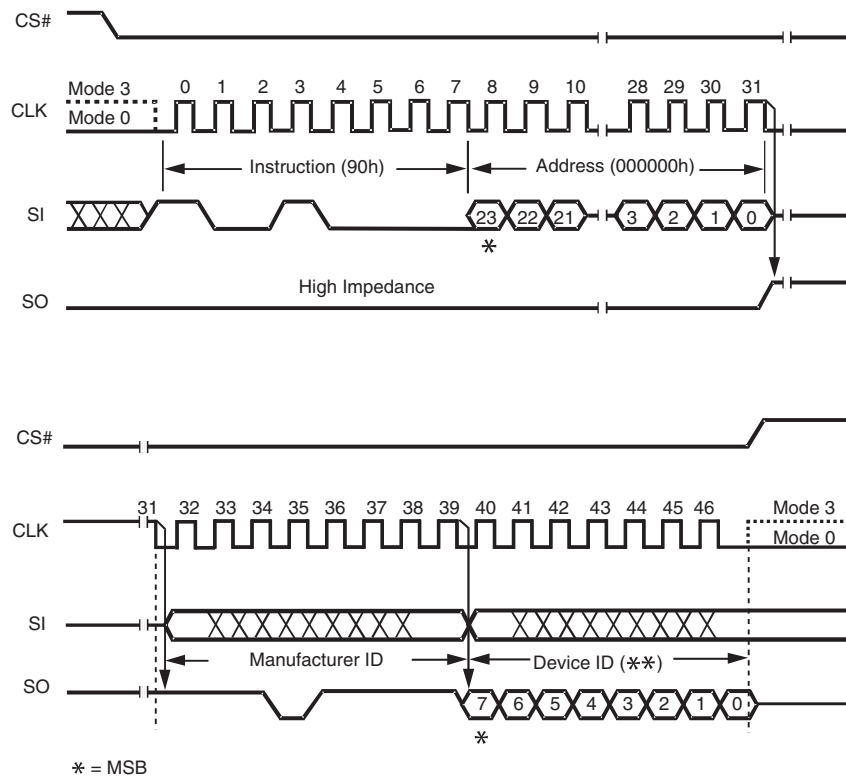 CS#
Mode 3
0 1 2 3 4 5 6 7 8 9 10 28 29 30 31
CLK
Mode 0
Instruction (90h)
Address (000000h)
SI
23 22 21 3 2 1 0
*
High Impedance
SO
CS#
31 32 33 34 35 36 37 38 39 40 41 42 43 44 45 46
Mode 3
CLK
Mode 0
SI
Manufacturer ID
Device ID (**)
SO
7 6 5 4 3 2 1 0
*
* = MSB